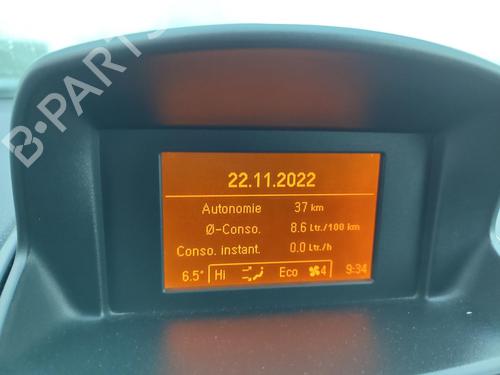 B-PARTS
22.11.2022
Autonomie 37 km
Ø-Conso. 8.6 Ltr./100 km
Conso. instant. 0.0 Ltr./h
6.5° Hi Eco 4 9:34